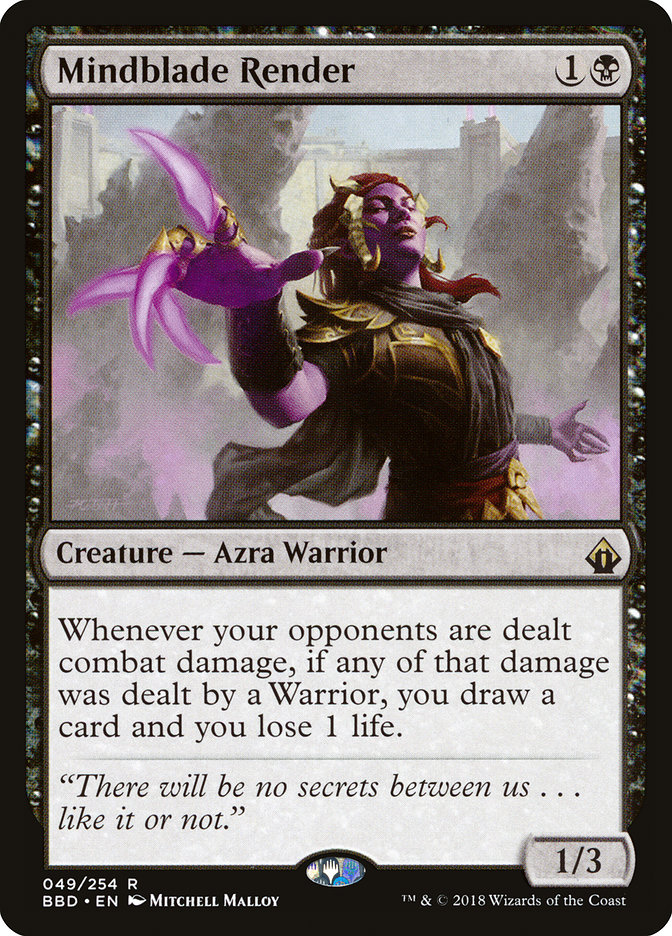 Mindblade Render 1
Creature — Azra Warrior
Whenever your opponents are dealt
combat damage, if any of that damage
was dealt by a Warrior, you draw a
card and you lose 1 life.
“There will be no secrets between us . . .
like it or not.”
1/3
049/254 R
BBD • EN Mitchell Malloy
™ & © 2018 Wizards of the Coast